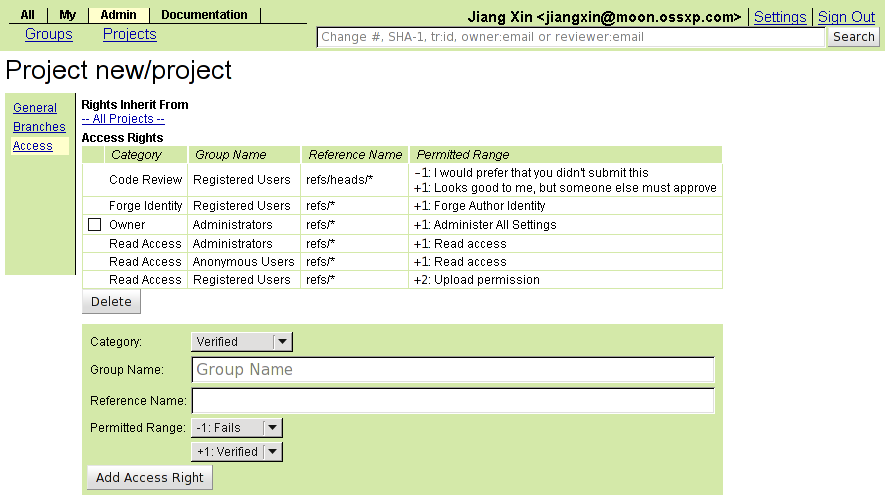 All My Admin Documentation
Jiang Xin <jiangxin@moon.ossxp.com> Settings Sign Out
Groups Projects
Change #, SHA-1, tr:id, owner:email or reviewer:email Search
Project new/project
General
Branches
Access
Rights Inherit From
-- All Projects --
Access Rights
Category Group Name Reference Name Permitted Range
Code Review Registered Users refs/heads/* -1: I would prefer that you didn't submit this
+1: Looks good to me, but someone else must approve
Forge Identity Registered Users refs/* +1: Forge Author Identity
Owner Administrators refs/* +1: Administer All Settings
Read Access Administrators refs/* +1: Read access
Read Access Anonymous Users refs/* +1: Read access
Read Access Registered Users refs/* +2: Upload permission
Delete
Category: Verified
Group Name: Group Name
Reference Name:
Permitted Range: -1: Fails
+1: Verified
Add Access Right